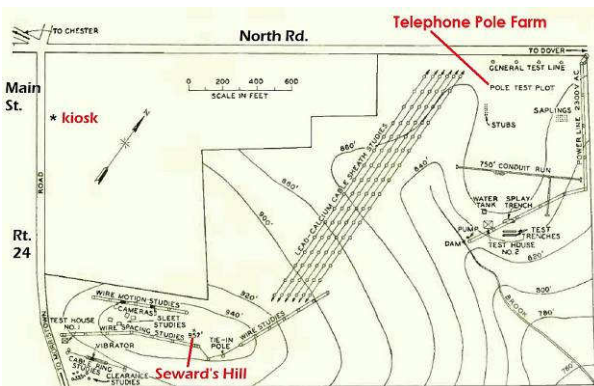 TO CHESTER
North Rd.
Telephone Pole Farm
TO DOVER
GENERAL TEST LINE
POLE TEST PLOT
SAPLINGS
STUBS
POWER LINE 2300 V AC
0 200 400 600
SCALE IN FEET
Main
St.
* kiosk
N
ROAD
Rt.
24
LEAD-CALCIUM CABLE SHEATH STUDIES
860'
880'
900'
840'
750' CONDUIT RUN
WATER
TANK
SPLAY
TRENCH
PUMP
DAM
TEST
TRENCHES
TEST HOUSE
NO. 2
820'
800'
780'
760
BROOK
920'
940'
900'
WIRE MOTION STUDIES
CAMERAS
SLEET
STUDIES
TEST HOUSE
NO. 1
WIRE SPACING STUDIES
957'
TIE-IN
POLE
WIRE STUDIES
VIBRATOR
CABLE RING
STUDIES
CLEARANCE
STUDIES
Seward's Hill